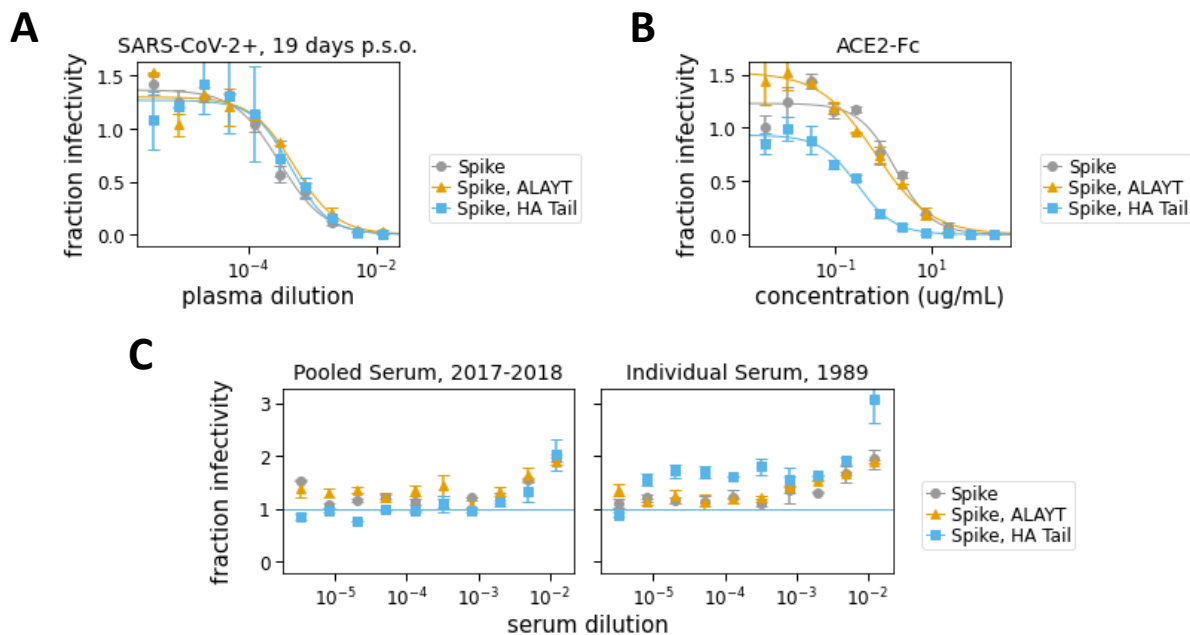 A
SARS-CoV-2+, 19 days p.s.o.
fraction infectivity
1.5
1.0
0.5
0.0
10⁻⁴
10⁻²
plasma dilution
Spike
Spike, ALAYT
Spike, HA Tail
B
ACE2-Fc
fraction infectivity
1.5
1.0
0.5
0.0
10⁻¹
10¹
concentration (ug/mL)
Spike
Spike, ALAYT
Spike, HA Tail
C
Pooled Serum, 2017-2018
Individual Serum, 1989
fraction infectivity
3
2
1
0
10⁻⁵
10⁻⁴
10⁻³
10⁻²
10⁻⁵
10⁻⁴
10⁻³
10⁻²
serum dilution
Spike
Spike, ALAYT
Spike, HA Tail